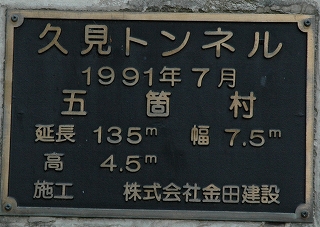 久見トンネル
1991年7月
五箇村
延長 135m 幅 7.5m
高 4.5m
施工 株式会社金田建設